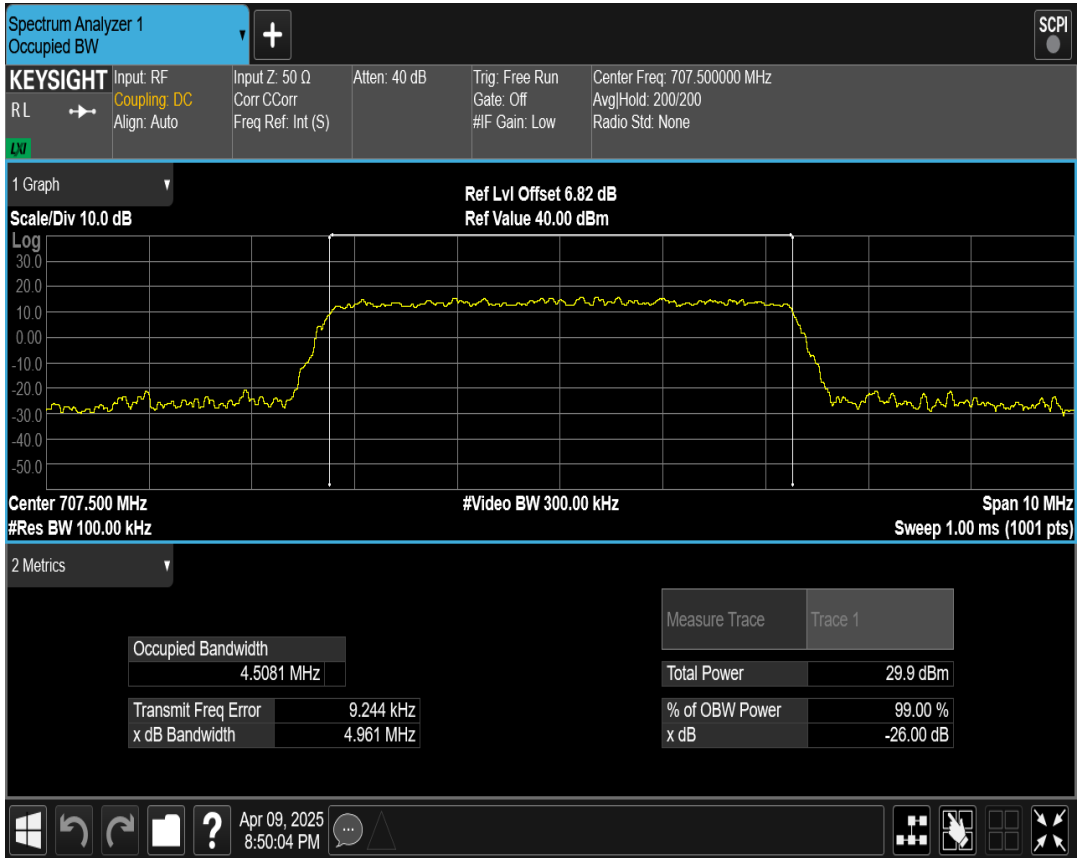 Spectrum Analyzer 1
Occupied BW
SCPI
KEYSIGHT
R L
LXI
Input: RF
Coupling: DC
Align: Auto
Input Z: 50 Ω
Corr CCorr
Freq Ref: Int (S)
Atten: 40 dB
Trig: Free Run
Gate: Off
#IF Gain: Low
Center Freq: 707.500000 MHz
Avg|Hold: 200/200
Radio Std: None
1 Graph
Scale/Div 10.0 dB
Ref Lvl Offset 6.82 dB
Ref Value 40.00 dBm
Log
30.0
20.0
10.0
0.00
-10.0
-20.0
-30.0
-40.0
-50.0
Center 707.500 MHz
#Res BW 100.00 kHz
#Video BW 300.00 kHz
Span 10 MHz
Sweep 1.00 ms (1001 pts)
2 Metrics
Measure Trace Trace 1
Occupied Bandwidth
4.5081 MHz
Total Power 29.9 dBm
Transmit Freq Error 9.244 kHz
x dB Bandwidth 4.961 MHz
% of OBW Power 99.00 %
x dB -26.00 dB
Apr 09, 2025
8:50:04 PM